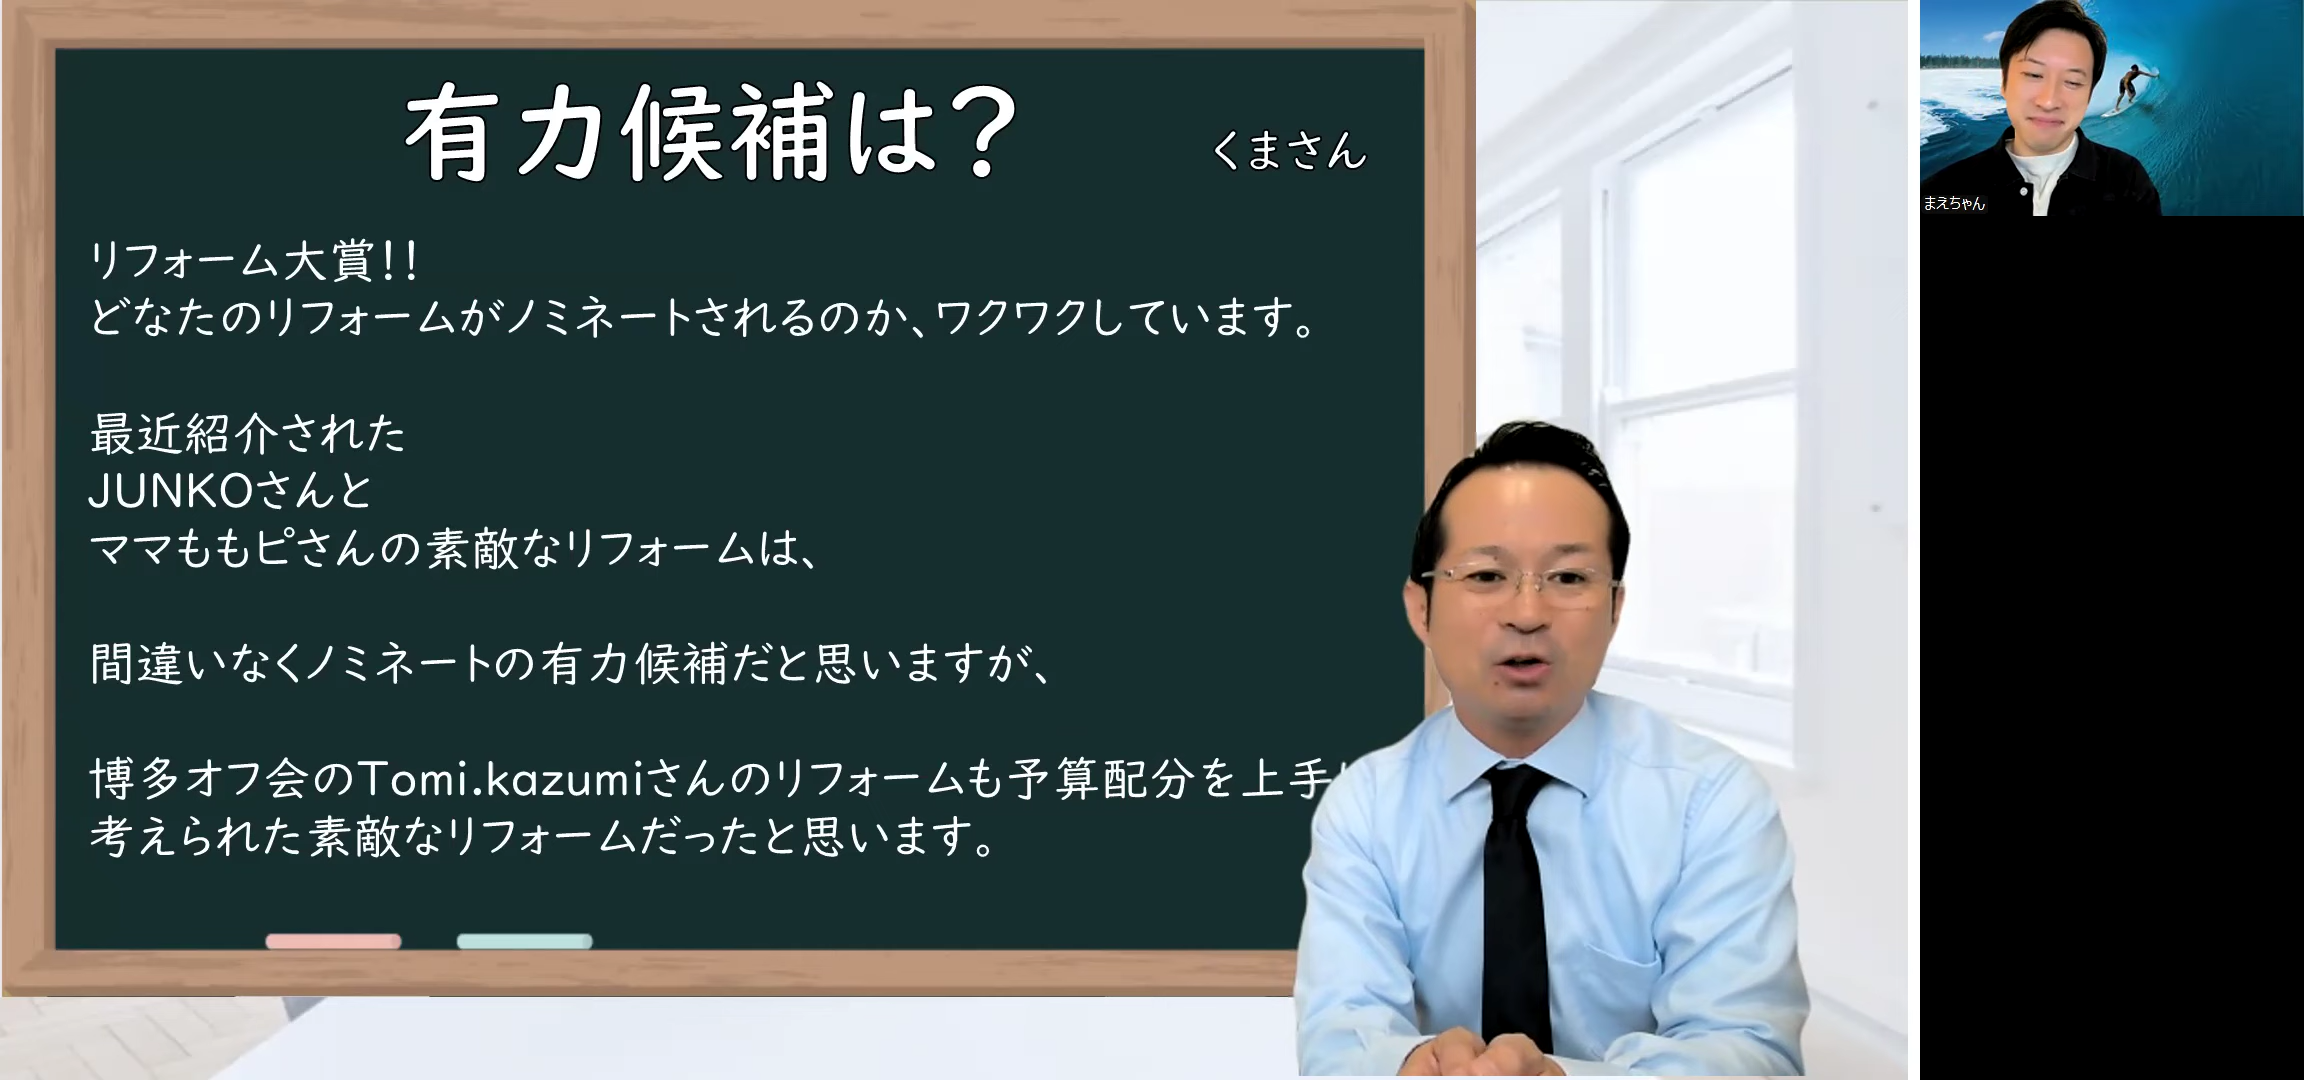 有力候補は?
くまさん
リフォーム大賞!!
どなたのリフォームがノミネートされるのか、ワクワクしています。
最近紹介された
JUNKOさんと
ママももピさんの素敵なリフォームは、
間違いなくノミネートの有力候補だと思いますが、
博多オフ会のTomi.kazumiさんのリフォームも予算配分を上手
考えられた素敵なリフォームだったと思います。
まえちゃん